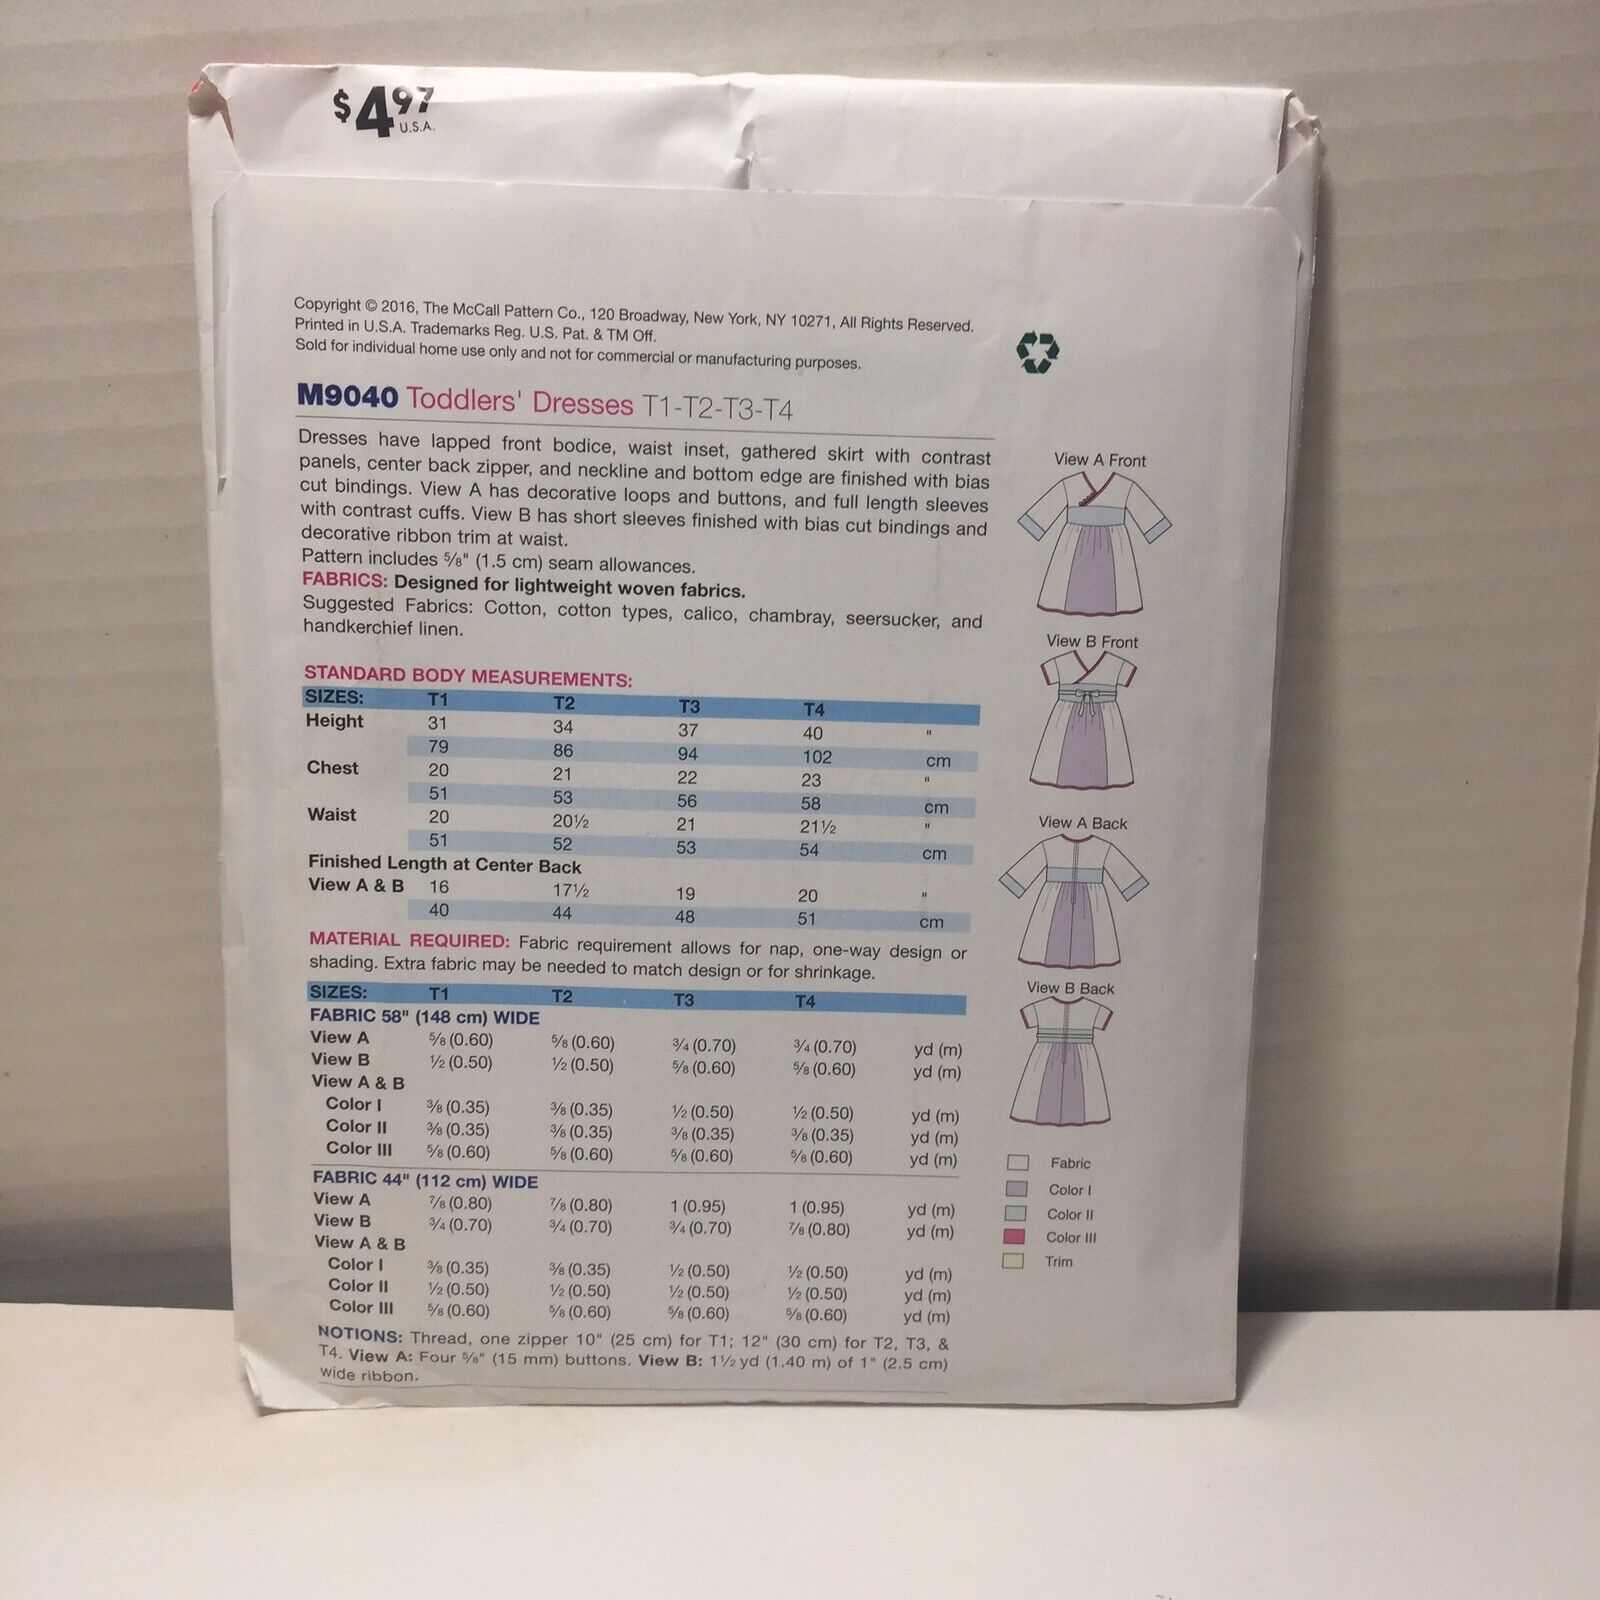 $4.97
U.S.A.
Copyright © 2016, The McCall Pattern Co., 120 Broadway, New York, NY 10271, All Rights Reserved.
Printed in U.S.A. Trademarks Reg. U.S. Pat. & TM Off.
Sold for individual home use only and not for commercial or manufacturing purposes.
M9040 Toddlers' Dresses T1-T2-T3-T4
Dresses have lapped front bodice, waist inset, gathered skirt with contrast
panels, center back zipper, and neckline and bottom edge are finished with bias
cut bindings. View A has decorative loops and buttons, and full length sleeves
with contrast cuffs. View B has short sleeves finished with bias cut bindings and
decorative ribbon trim at waist.
Pattern includes ⅝" (1.5 cm) seam allowances.
FABRICS: Designed for lightweight woven fabrics.
Suggested Fabrics: Cotton, cotton types, calico, chambray, seersucker, and
handkerchief linen.
STANDARD BODY MEASUREMENTS:
SIZES: T1 T2 T3 T4
Height 31 34 37 40 "
79 86 94 102 cm
Chest 20 21 22 23 "
51 53 56 58 cm
Waist 20 20½ 21 21½ "
51 52 53 54 cm
Finished Length at Center Back
View A & B 16 17½ 19 20 "
40 44 48 51 cm
MATERIAL REQUIRED: Fabric requirement allows for nap, one-way design or
shading. Extra fabric may be needed to match design or for shrinkage.
SIZES: T1 T2 T3 T4
FABRIC 58" (148 cm) WIDE
View A ⅝ (0.60) ⅝ (0.60) ¾ (0.70) ¾ (0.70) yd (m)
View B ½ (0.50) ½ (0.50) ⅝ (0.60) ⅝ (0.60) yd (m)
View A & B
Color I ⅜ (0.35) ⅜ (0.35) ½ (0.50) ½ (0.50) yd (m)
Color II ⅜ (0.35) ⅜ (0.35) ⅜ (0.35) ⅜ (0.35) yd (m)
Color III ⅝ (0.60) ⅝ (0.60) ⅝ (0.60) ⅝ (0.60) yd (m)
FABRIC 44" (112 cm) WIDE
View A ⅞ (0.80) ⅞ (0.80) 1 (0.95) 1 (0.95) yd (m)
View B ¾ (0.70) ¾ (0.70) ¾ (0.70) ⅞ (0.80) yd (m)
View A & B
Color I ⅜ (0.35) ⅜ (0.35) ½ (0.50) ½ (0.50) yd (m)
Color II ½ (0.50) ½ (0.50) ½ (0.50) ½ (0.50) yd (m)
Color III ⅝ (0.60) ⅝ (0.60) ⅝ (0.60) ⅝ (0.60) yd (m)
NOTIONS: Thread, one zipper 10" (25 cm) for T1; 12" (30 cm) for T2, T3, &
T4. View A: Four ⅝" (15 mm) buttons. View B: 1½ yd (1.40 m) of 1" (2.5 cm)
wide ribbon.
View A Front
View B Front
View A Back
View B Back
Fabric
Color I
Color II
Color III
Trim